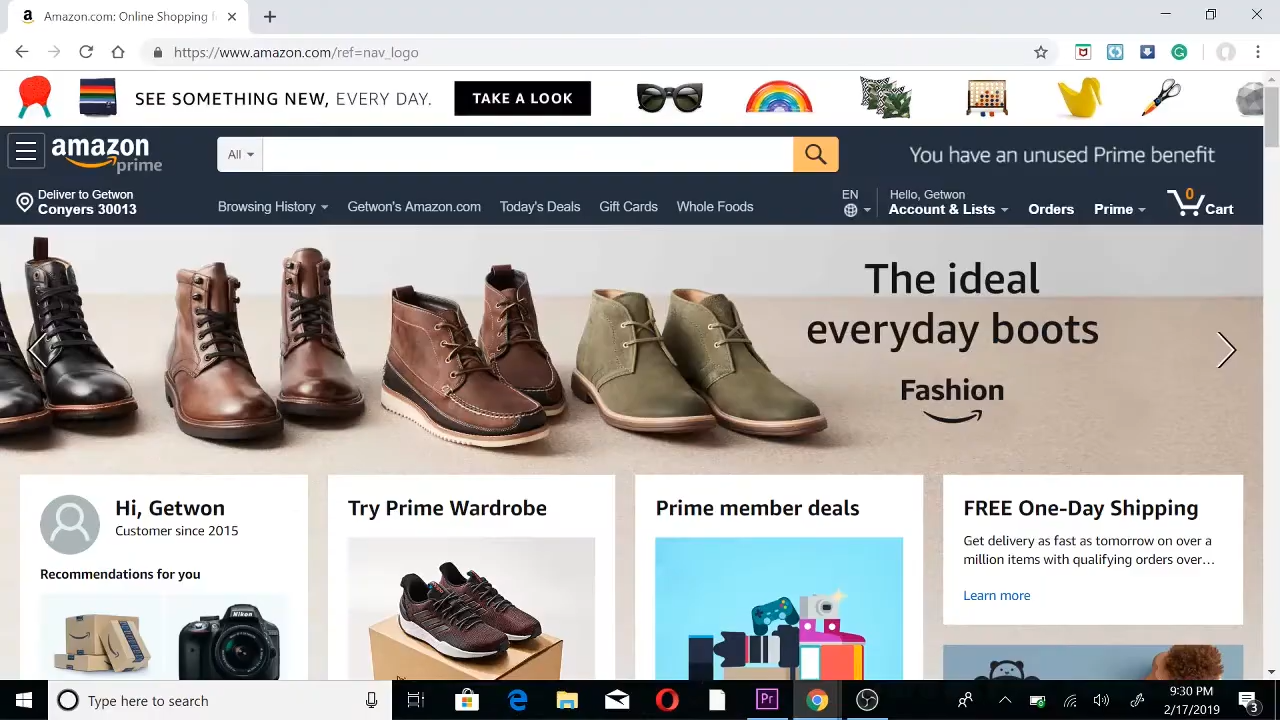 Amazon.com: Online Shopping f
https://www.amazon.com/ref=nav_logo
SEE SOMETHING NEW, EVERY DAY. TAKE A LOOK
amazon prime
All
You have an unused Prime benefit
Deliver to Getwon
Conyers 30013
Browsing History Getwon's Amazon.com Today's Deals Gift Cards Whole Foods
EN
Hello, Getwon
Account & Lists
Orders
Prime
0
Cart
The ideal
everyday boots
Fashion
Hi, Getwon
Customer since 2015
Recommendations for you
Nikon
Try Prime Wardrobe
Prime member deals
FREE One-Day Shipping
Get delivery as fast as tomorrow on over a
million items with qualifying orders over…
Learn more
Type here to search
Pr
3:30 PM
2/17/2019
3